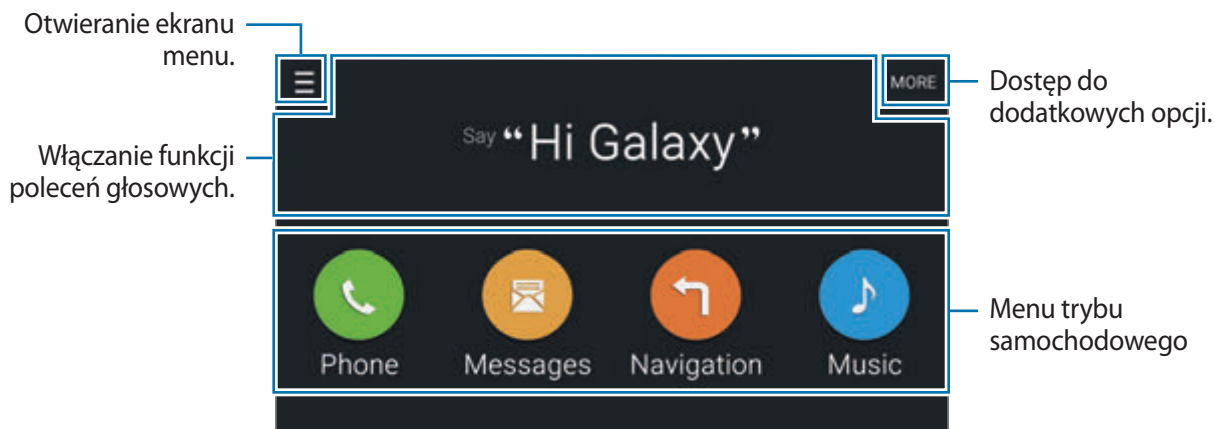 Otwieranie ekranu
menu.
MORE
Dostęp do
dodatkowych opcji.
Say “Hi Galaxy”
Włączanie funkcji
poleceń głosowych.
Phone
Messages
Navigation
Music
Menu trybu
samochodowego